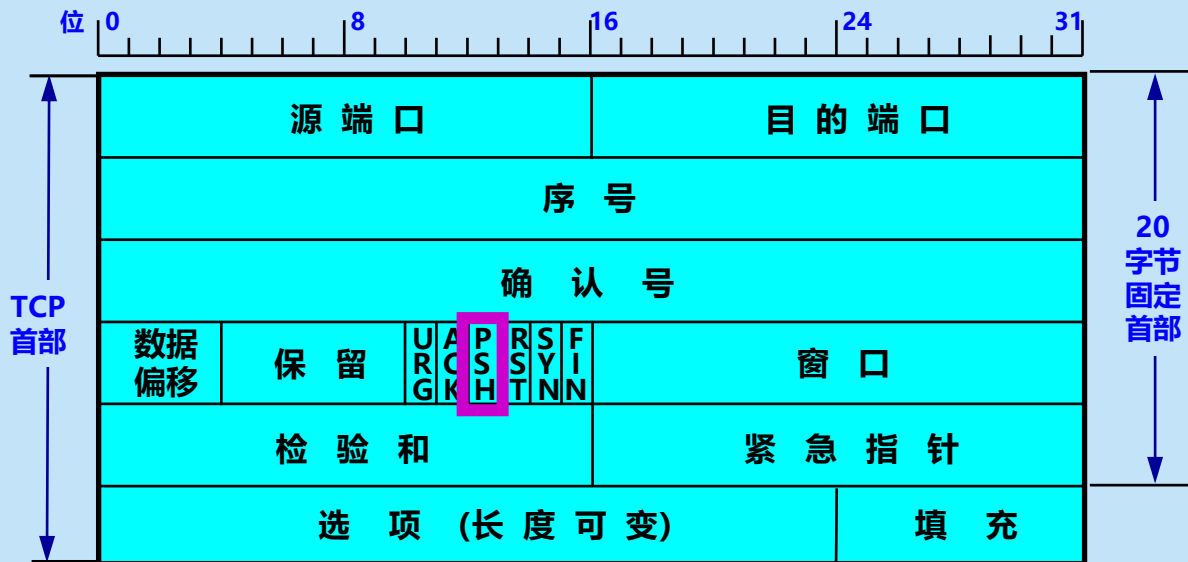 位 0 8 16 24 31
源端口 目的端口
序号
确认号
TCP
首部
20
字节
固定
首部
数据
偏移
保留
URG
ACK
PSH
RST
SYN
FIN
窗口
检验和 紧急指针
选项 (长度可变) 填充